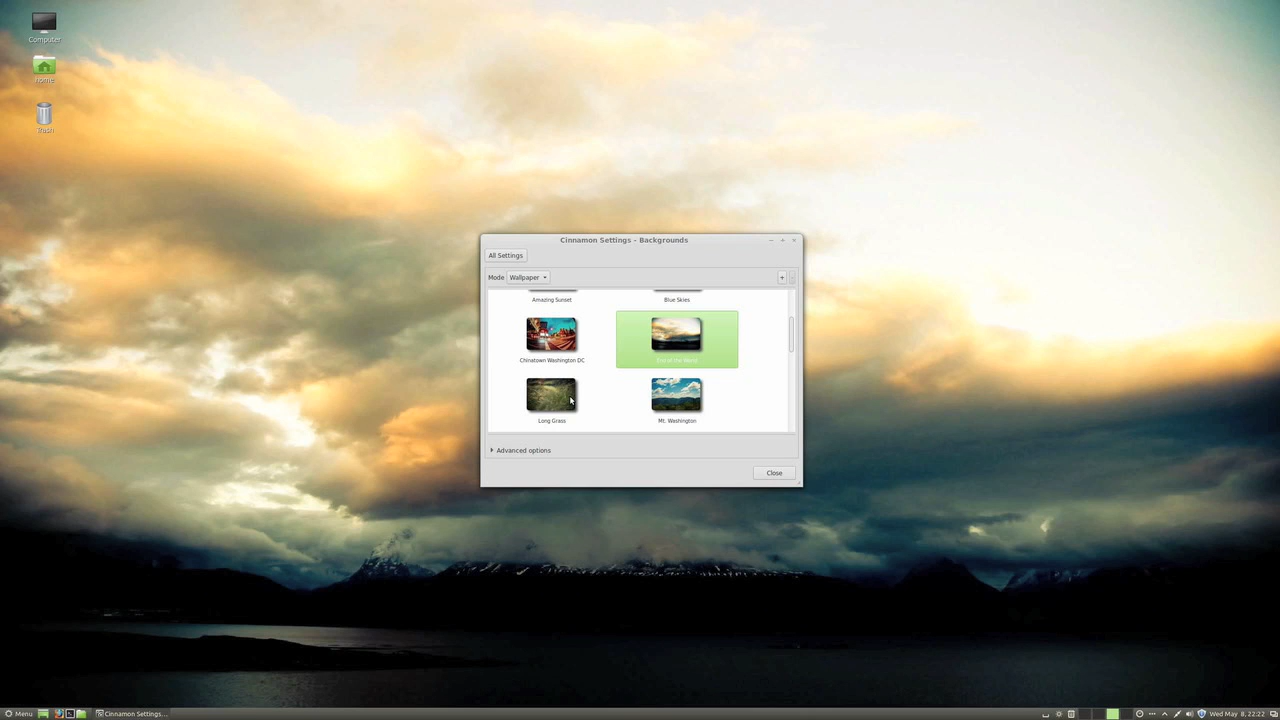 Computer
Home
Trash
Cinnamon Settings - Backgrounds
All Settings
Mode Wallpaper
Amazing Sunset Blue Skies
Chinatown Washington DC
Long Grass Mt. Washington
Advanced options
Close
Menu Cinnamon Settings... Wed May 8, 22:22